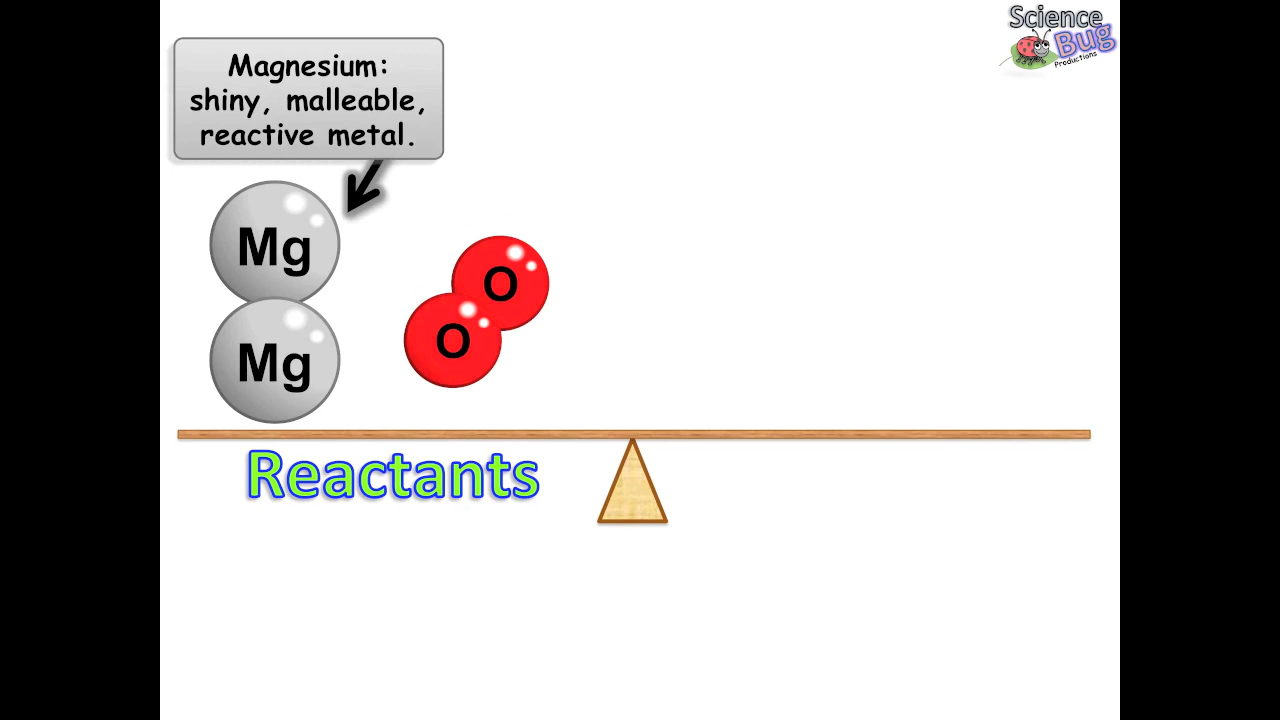 Science
Bug
Productions
Magnesium:
shiny, malleable,
reactive metal.
Mg
O
Mg
O
Reactants